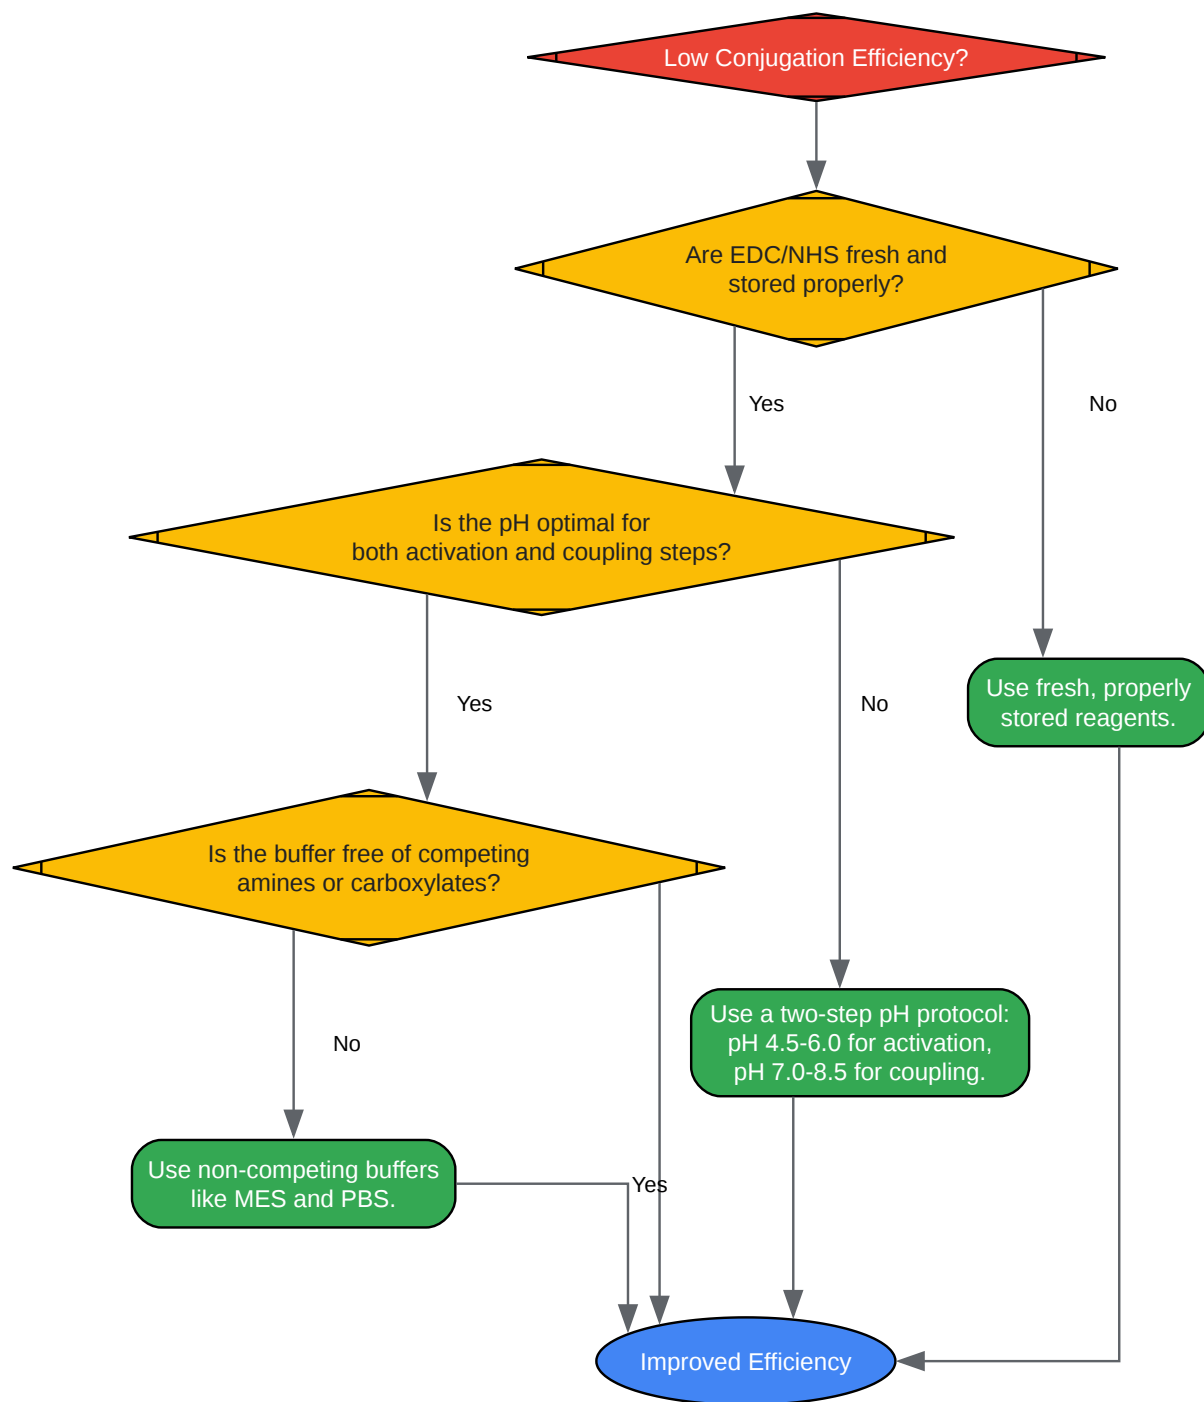 Low Conjugation Efficiency?
Are EDC/NHS fresh and
stored properly?
Yes
No
Is the pH optimal for
both activation and coupling steps?
Yes
No
Use fresh, properly
stored reagents.
Is the buffer free of competing
amines or carboxylates?
No
Yes
Use a two-step pH protocol:
pH 4.5-6.0 for activation,
pH 7.0-8.5 for coupling.
Use non-competing buffers
like MES and PBS.
Improved Efficiency